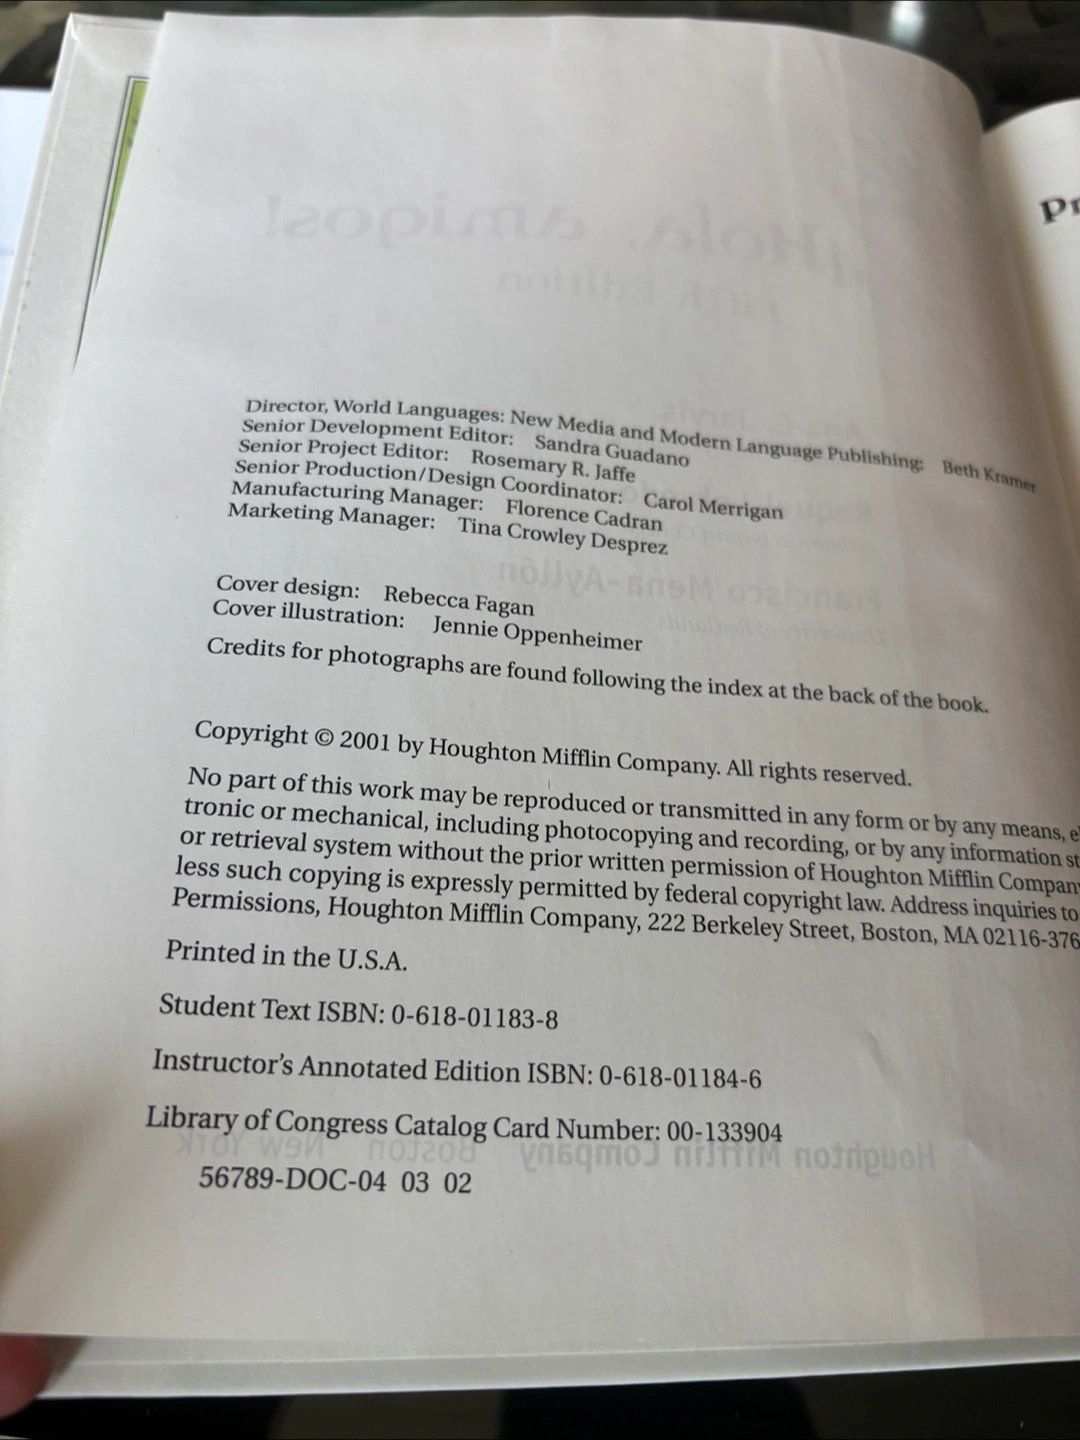 Director, World Languages: New Media and Modern Language Publishing: Beth Kramer
Senior Development Editor: Sandra Guadano
Senior Project Editor: Rosemary R. Jaffe
Senior Production/Design Coordinator: Carol Merrigan
Manufacturing Manager: Florence Cadran
Marketing Manager: Tina Crowley Desprez
Cover design: Rebecca Fagan
Cover illustration: Jennie Oppenheimer
Credits for photographs are found following the index at the back of the book.
Copyright © 2001 by Houghton Mifflin Company. All rights reserved.
No part of this work may be reproduced or transmitted in any form or by any means,
tronic or mechanical, including photocopying and recording, or by any information
or retrieval system without the prior written permission of Houghton Mifflin Company
less such copying is expressly permitted by federal copyright law. Address inquiries to
Permissions, Houghton Mifflin Company, 222 Berkeley Street, Boston, MA 02116-376
Printed in the U.S.A.
Student Text ISBN: 0-618-01183-8
Instructor's Annotated Edition ISBN: 0-618-01184-6
Library of Congress Catalog Card Number: 00-133904
56789-DOC-04 03 02